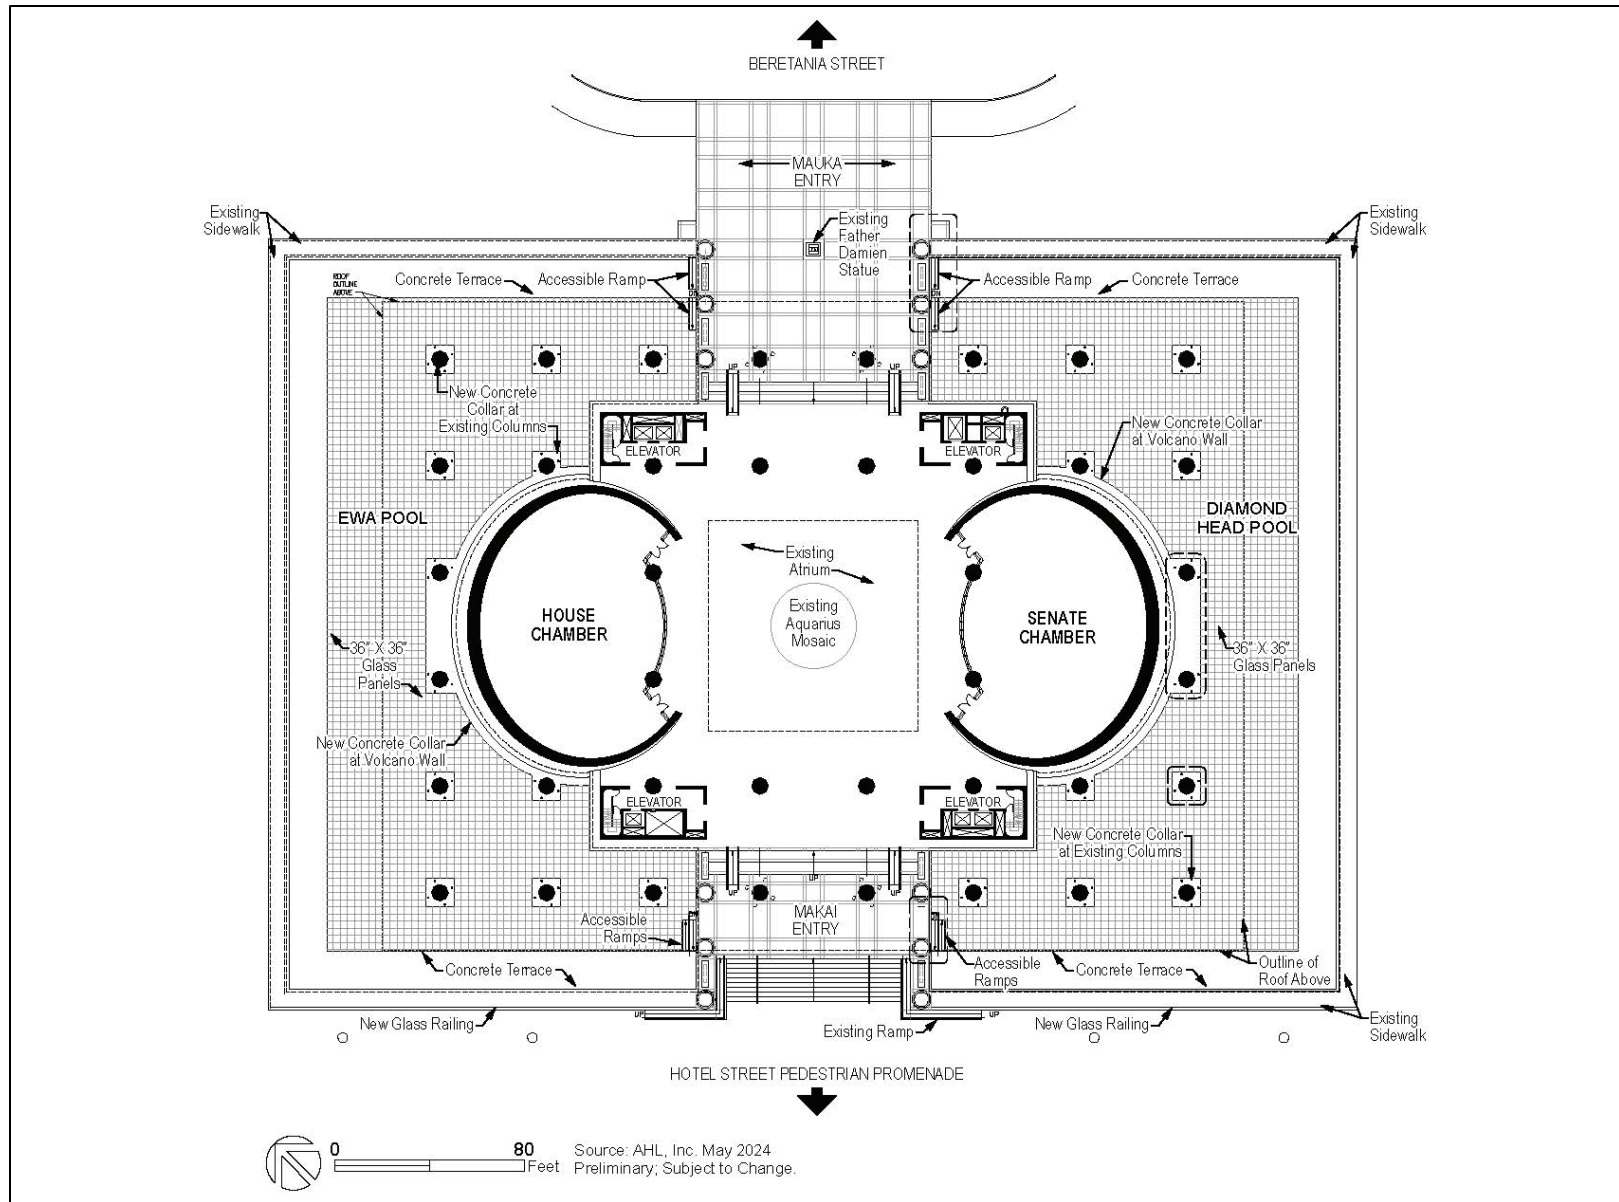 BERETANIA STREET
MAUKA
ENTRY
Existing
Sidewalk
Existing
Father
Damien
Statue
Existing
Sidewalk
ROOF
OUTLINE
ABOVE
Concrete Terrace
Accessible Ramp
Accessible Ramp
Concrete Terrace
DN
DN
UP
UP
New Concrete
Collar at
Existing Columns
New Concrete Collar
at Volcano Wall
ELEVATOR
ELEVATOR
EWA POOL
DIAMOND
HEAD POOL
Existing
Atrium
HOUSE
CHAMBER
Existing
Aquarius
Mosaic
SENATE
CHAMBER
36" X 36"
Glass
Panels
36" X 36"
Glass Panels
New Concrete Collar
at Volcano Wall
ELEVATOR
ELEVATOR
New Concrete Collar
at Existing Columns
UP
UP
UP
MAKAI
ENTRY
Accessible
Ramps
Accessible
Ramps
Concrete Terrace
Concrete Terrace
Outline of
Roof Above
UP
UP
New Glass Railing
Existing Ramp
New Glass Railing
Existing
Sidewalk
HOTEL STREET PEDESTRIAN PROMENADE
0 80
Feet
Source: AHL, Inc. May 2024
Preliminary; Subject to Change.